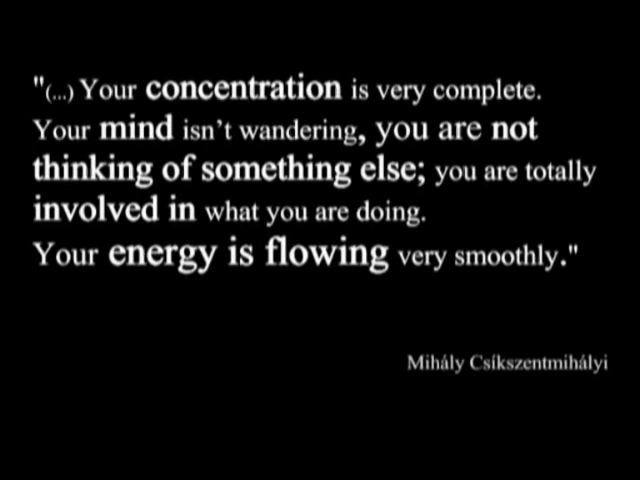 "(...) Your concentration is very complete.
Your mind isn't wandering, you are not
thinking of something else; you are totally
involved in what you are doing.
Your energy is flowing very smoothly."
Mihály Csíkszentmihályi